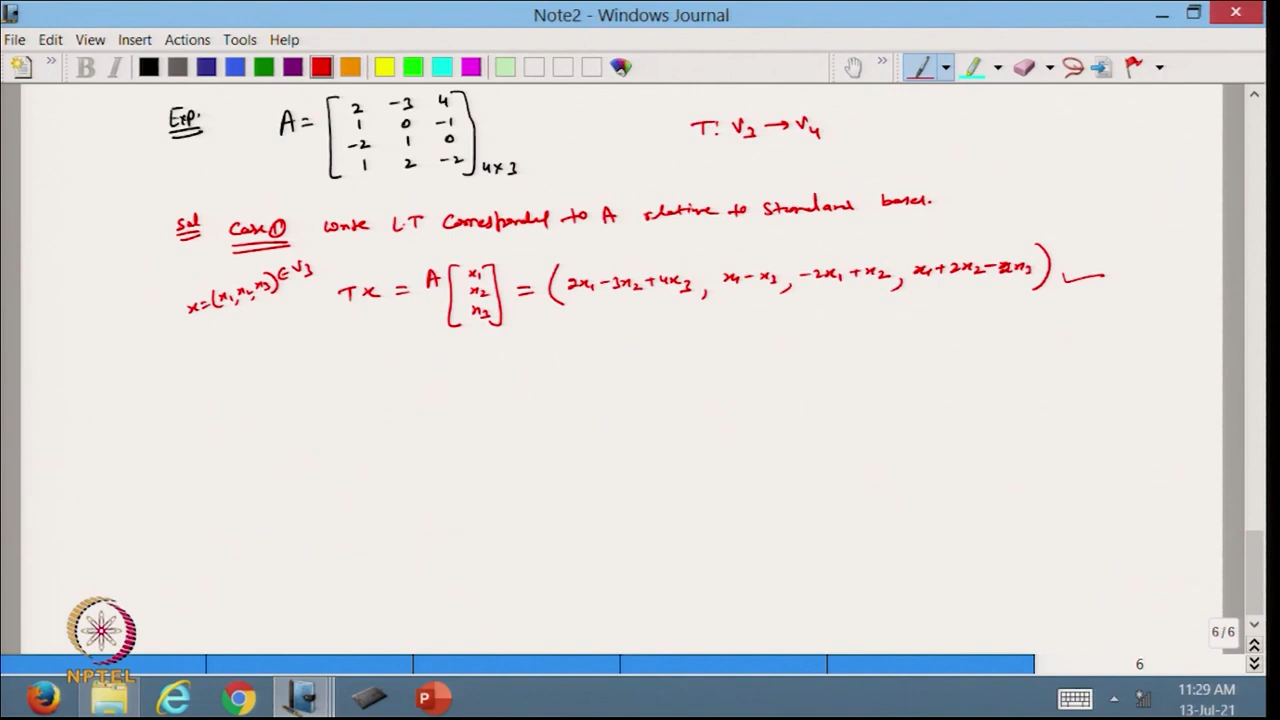 Note2 - Windows Journal
File Edit View Insert Actions Tools Help
Exp. A = [ 2 -3 4
1 0 -1
-2 1 0
1 2 -2 ] 4×3
T: V3 → V4
Sol Case ① write L.T corresponded to A relative to standard bases.
x=(x1, x2, x3) ∈ V3 Tx = A [ x1 x2 x3 ] = ( 2x1 - 3x2 + 4x3 , x1 - x3 , -2x1 + x2 , x1 + 2x2 - 2x3 )
6/6
6
NPTEL
11:29 AM
13-Jul-21